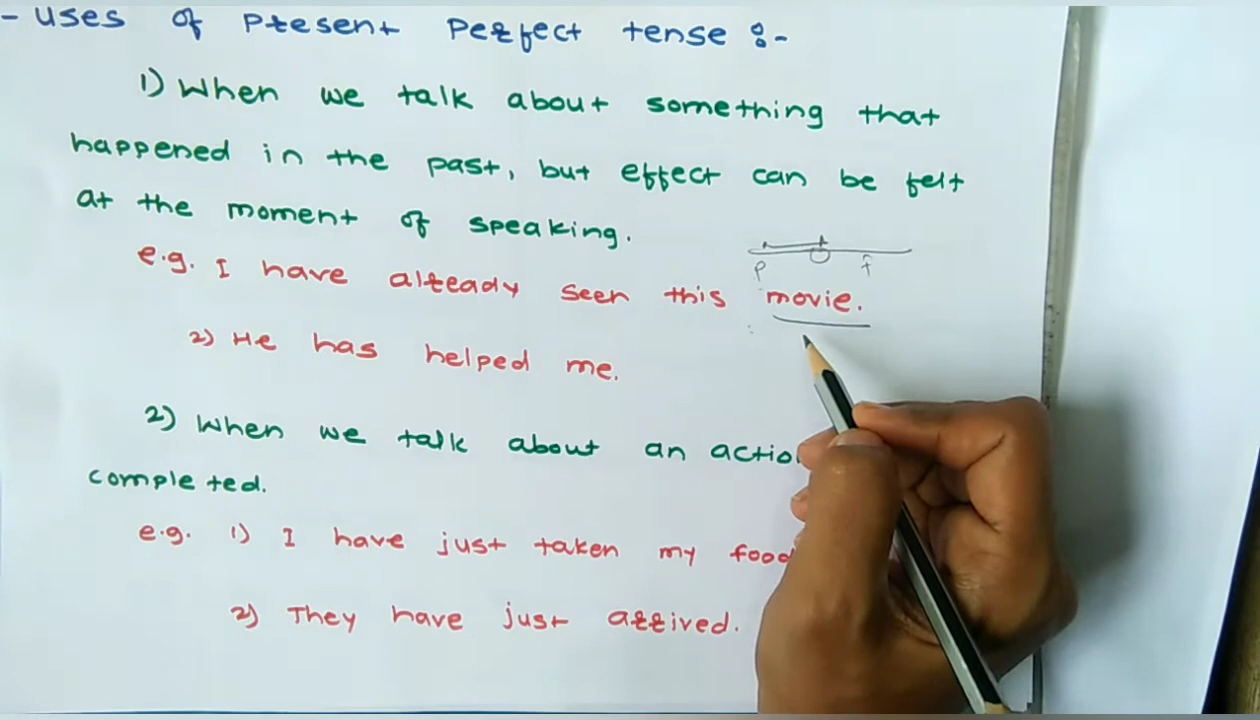 - Uses of Present Perfect tense :-
1) When we talk about something that
happened in the past, but effect can be felt
at the moment of speaking.
P f
e.g. I have already seen this movie.
2) He has helped me.
2) When we talk about an actio
completed.
e.g. 1) I have just taken my food
2) They have just arrived.